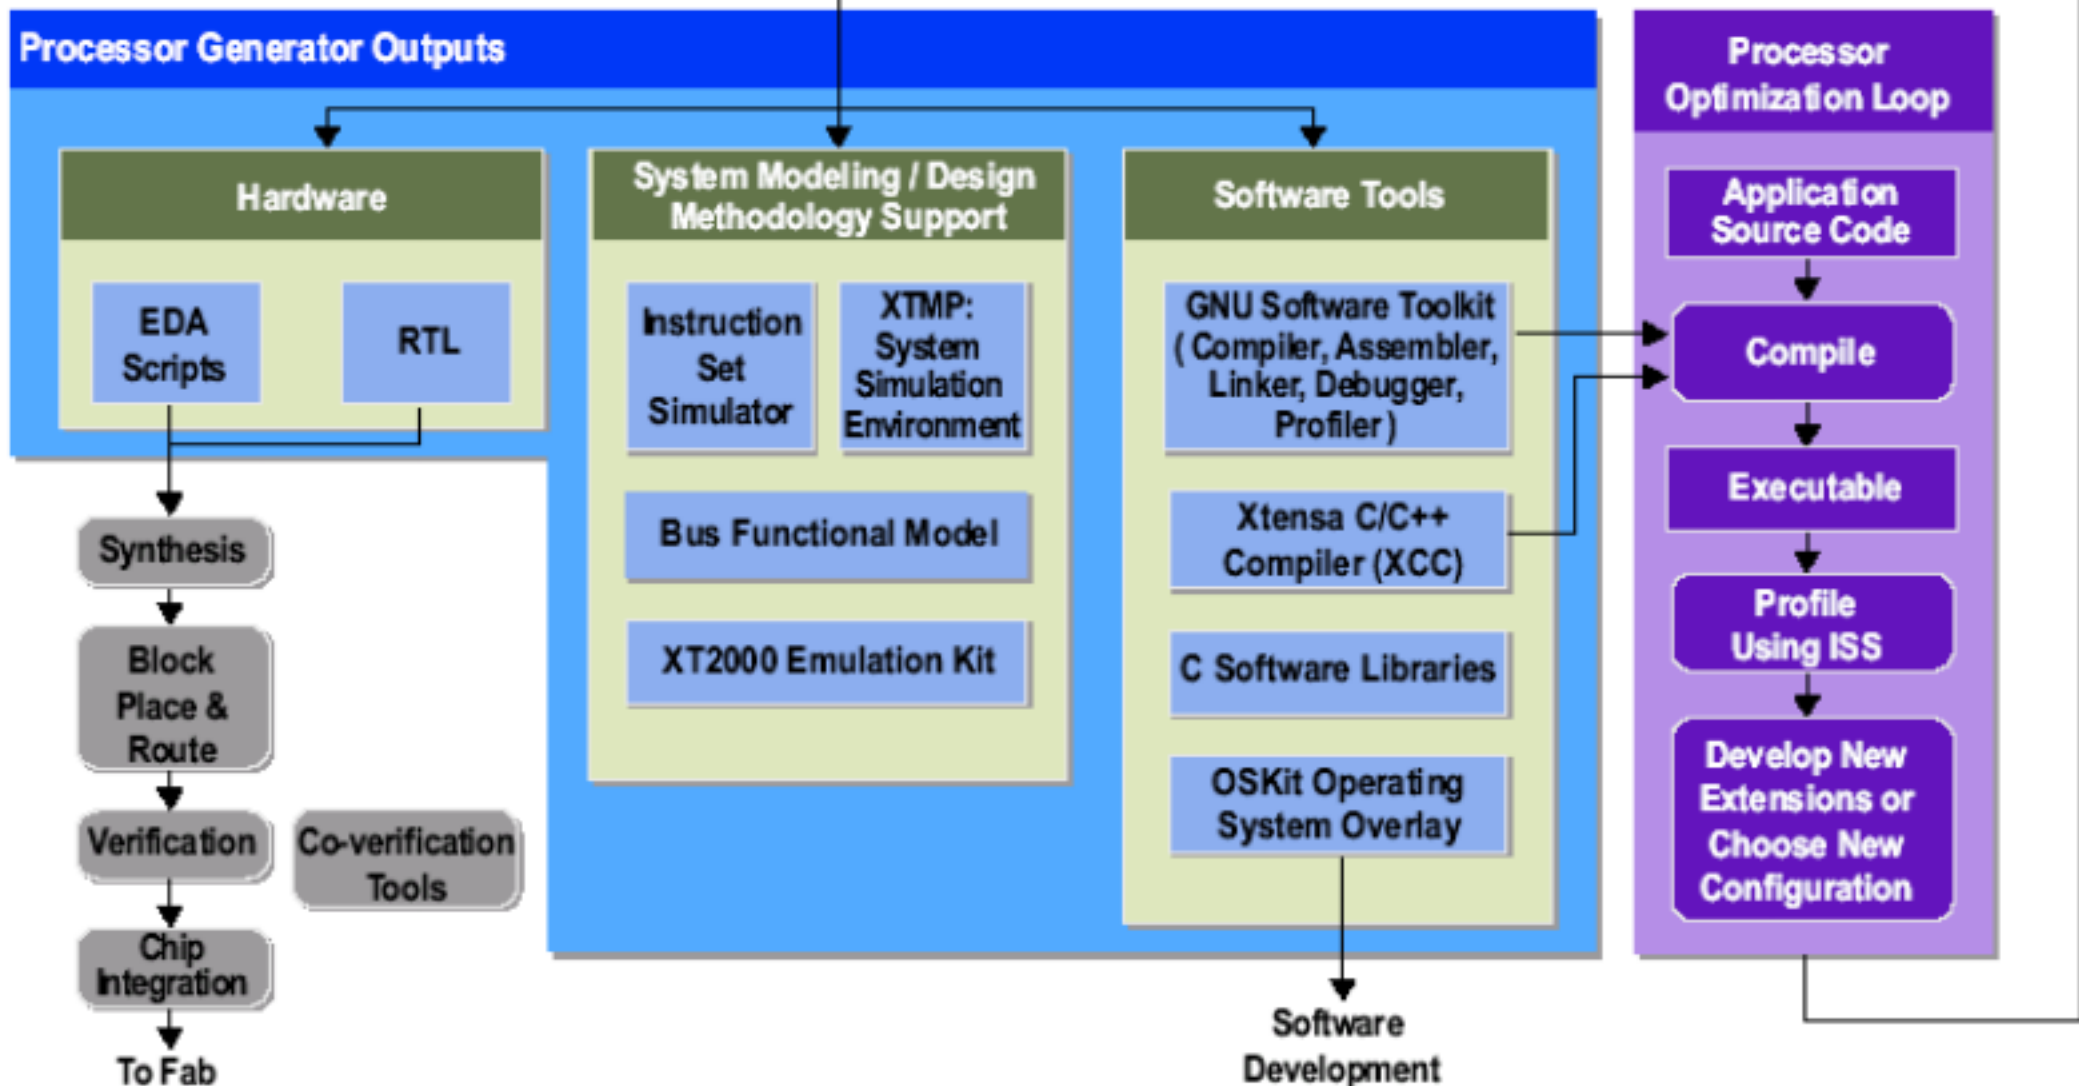 Processor Generator Outputs
Hardware
EDA
Scripts
RTL
System Modeling / Design
Methodology Support
Instruction
Set
Simulator
XTMP:
System
Simulation
Environment
Bus Functional Model
XT2000 Emulation Kit
Software Tools
GNU Software Toolkit
( Compiler, Assembler,
Linker, Debugger,
Profiler )
Xtensa C/C++
Compiler (XCC)
C Software Libraries
OSKit Operating
System Overlay
Software
Development
Synthesis
Block
Place &
Route
Verification
Co-verification
Tools
Chip
Integration
To Fab
Processor
Optimization Loop
Application
Source Code
Compile
Executable
Profile
Using ISS
Develop New
Extensions or
Choose New
Configuration